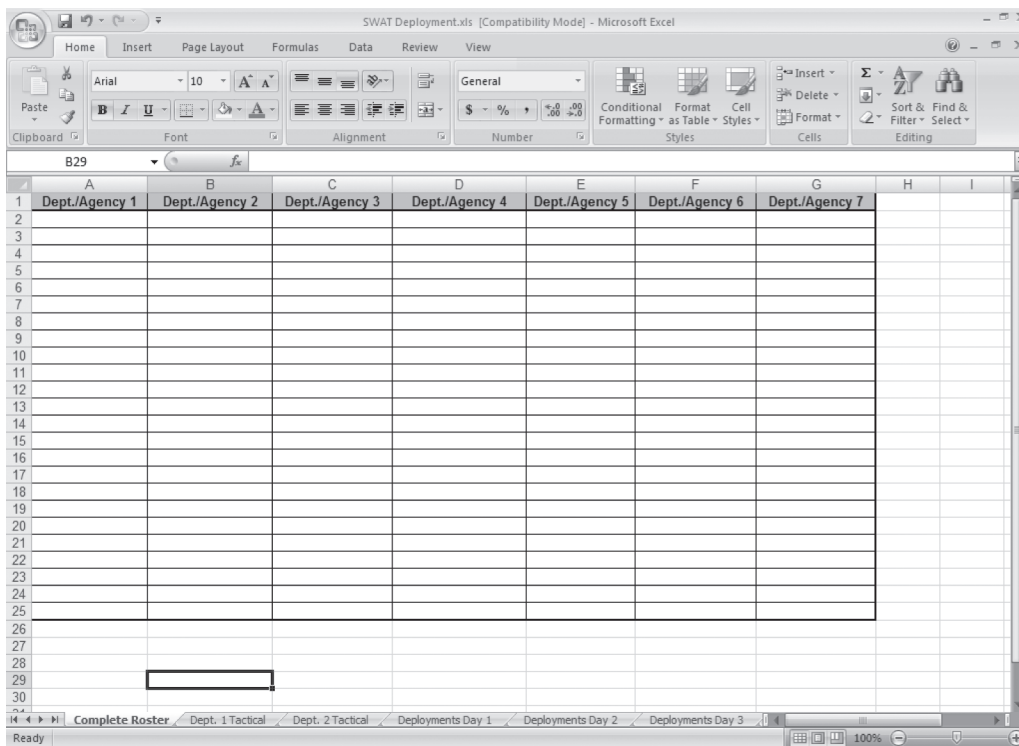 SWAT Deployment.xls [Compatibility Mode] - Microsoft Excel
Home Insert Page Layout Formulas Data Review View
Paste
Arial 10 A A
B I U A
General
$ % , .0 .00 .00 .0
Conditional Formatting
Format as Table
Cell Styles
Insert
Delete
Format
Σ
Sort & Filter
Find & Select
Clipboard Font Alignment Number Styles Cells Editing
B29 fx
A B C D E F G H I
1 Dept./Agency 1 Dept./Agency 2 Dept./Agency 3 Dept./Agency 4 Dept./Agency 5 Dept./Agency 6 Dept./Agency 7
2
3
4
5
6
7
8
9
10
11
12
13
14
15
16
17
18
19
20
21
22
23
24
25
26
27
28
29
30
Complete Roster Dept. 1 Tactical Dept. 2 Tactical Deployments Day 1 Deployments Day 2 Deployments Day 3
Ready 100%